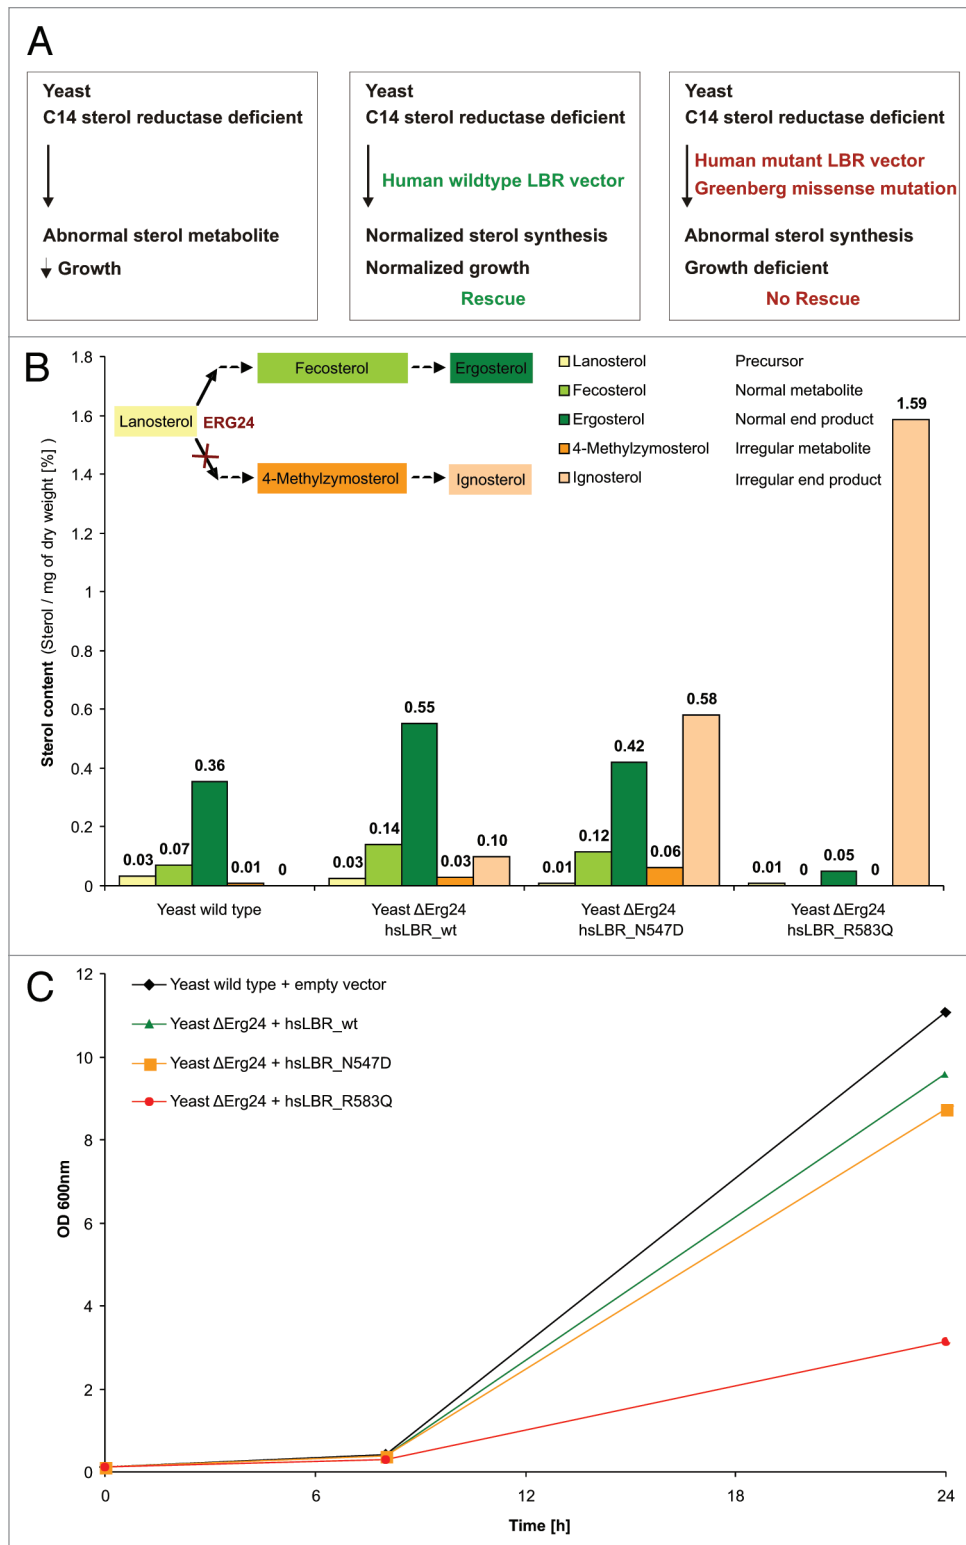 A
Yeast
C14 sterol reductase deficient
Abnormal sterol metabolite
Growth
Yeast
C14 sterol reductase deficient
Human wildtype LBR vector
Normalized sterol synthesis
Normalized growth
Rescue
Yeast
C14 sterol reductase deficient
Human mutant LBR vector
Greenberg missense mutation
Abnormal sterol synthesis
Growth deficient
No Rescue
B
Sterol content (Sterol / mg of dry weight [%] )
1.8
1.6
1.4
1.2
1
0.8
0.6
0.4
0.2
0
Lanosterol
ERG24
Fecosterol
Ergosterol
4-Methylzymosterol
Ignosterol
Lanosterol Precursor
Fecosterol Normal metabolite
Ergosterol Normal end product
4-Methylzymosterol Irregular metabolite
Ignosterol Irregular end product
0.03
0.07
0.36
0.01
0
0.03
0.14
0.55
0.03
0.10
0.01
0.12
0.42
0.06
0.58
0.01
0
0.05
0
1.59
Yeast wild type
Yeast ΔErg24
hsLBR_wt
Yeast ΔErg24
hsLBR_N547D
Yeast ΔErg24
hsLBR_R583Q
C
OD 600nm
12
10
8
6
4
2
0
Yeast wild type + empty vector
Yeast ΔErg24 + hsLBR_wt
Yeast ΔErg24 + hsLBR_N547D
Yeast ΔErg24 + hsLBR_R583Q
0
6
12
18
24
Time [h]